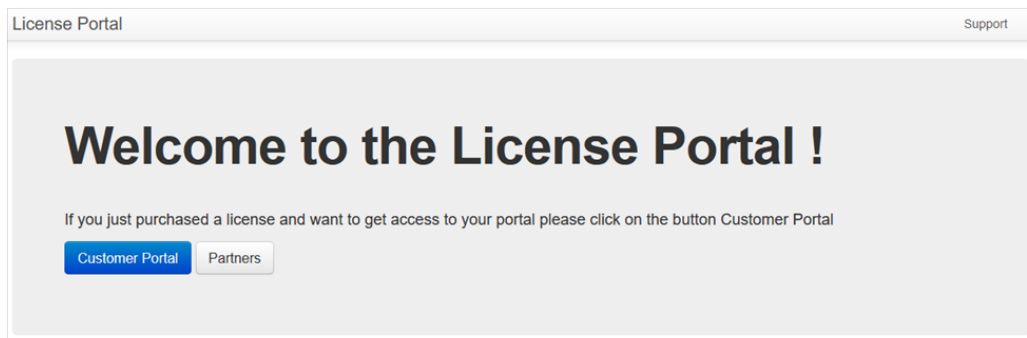 License Portal
Support
Welcome to the License Portal !
If you just purchased a license and want to get access to your portal please click on the button Customer Portal
Customer Portal
Partners